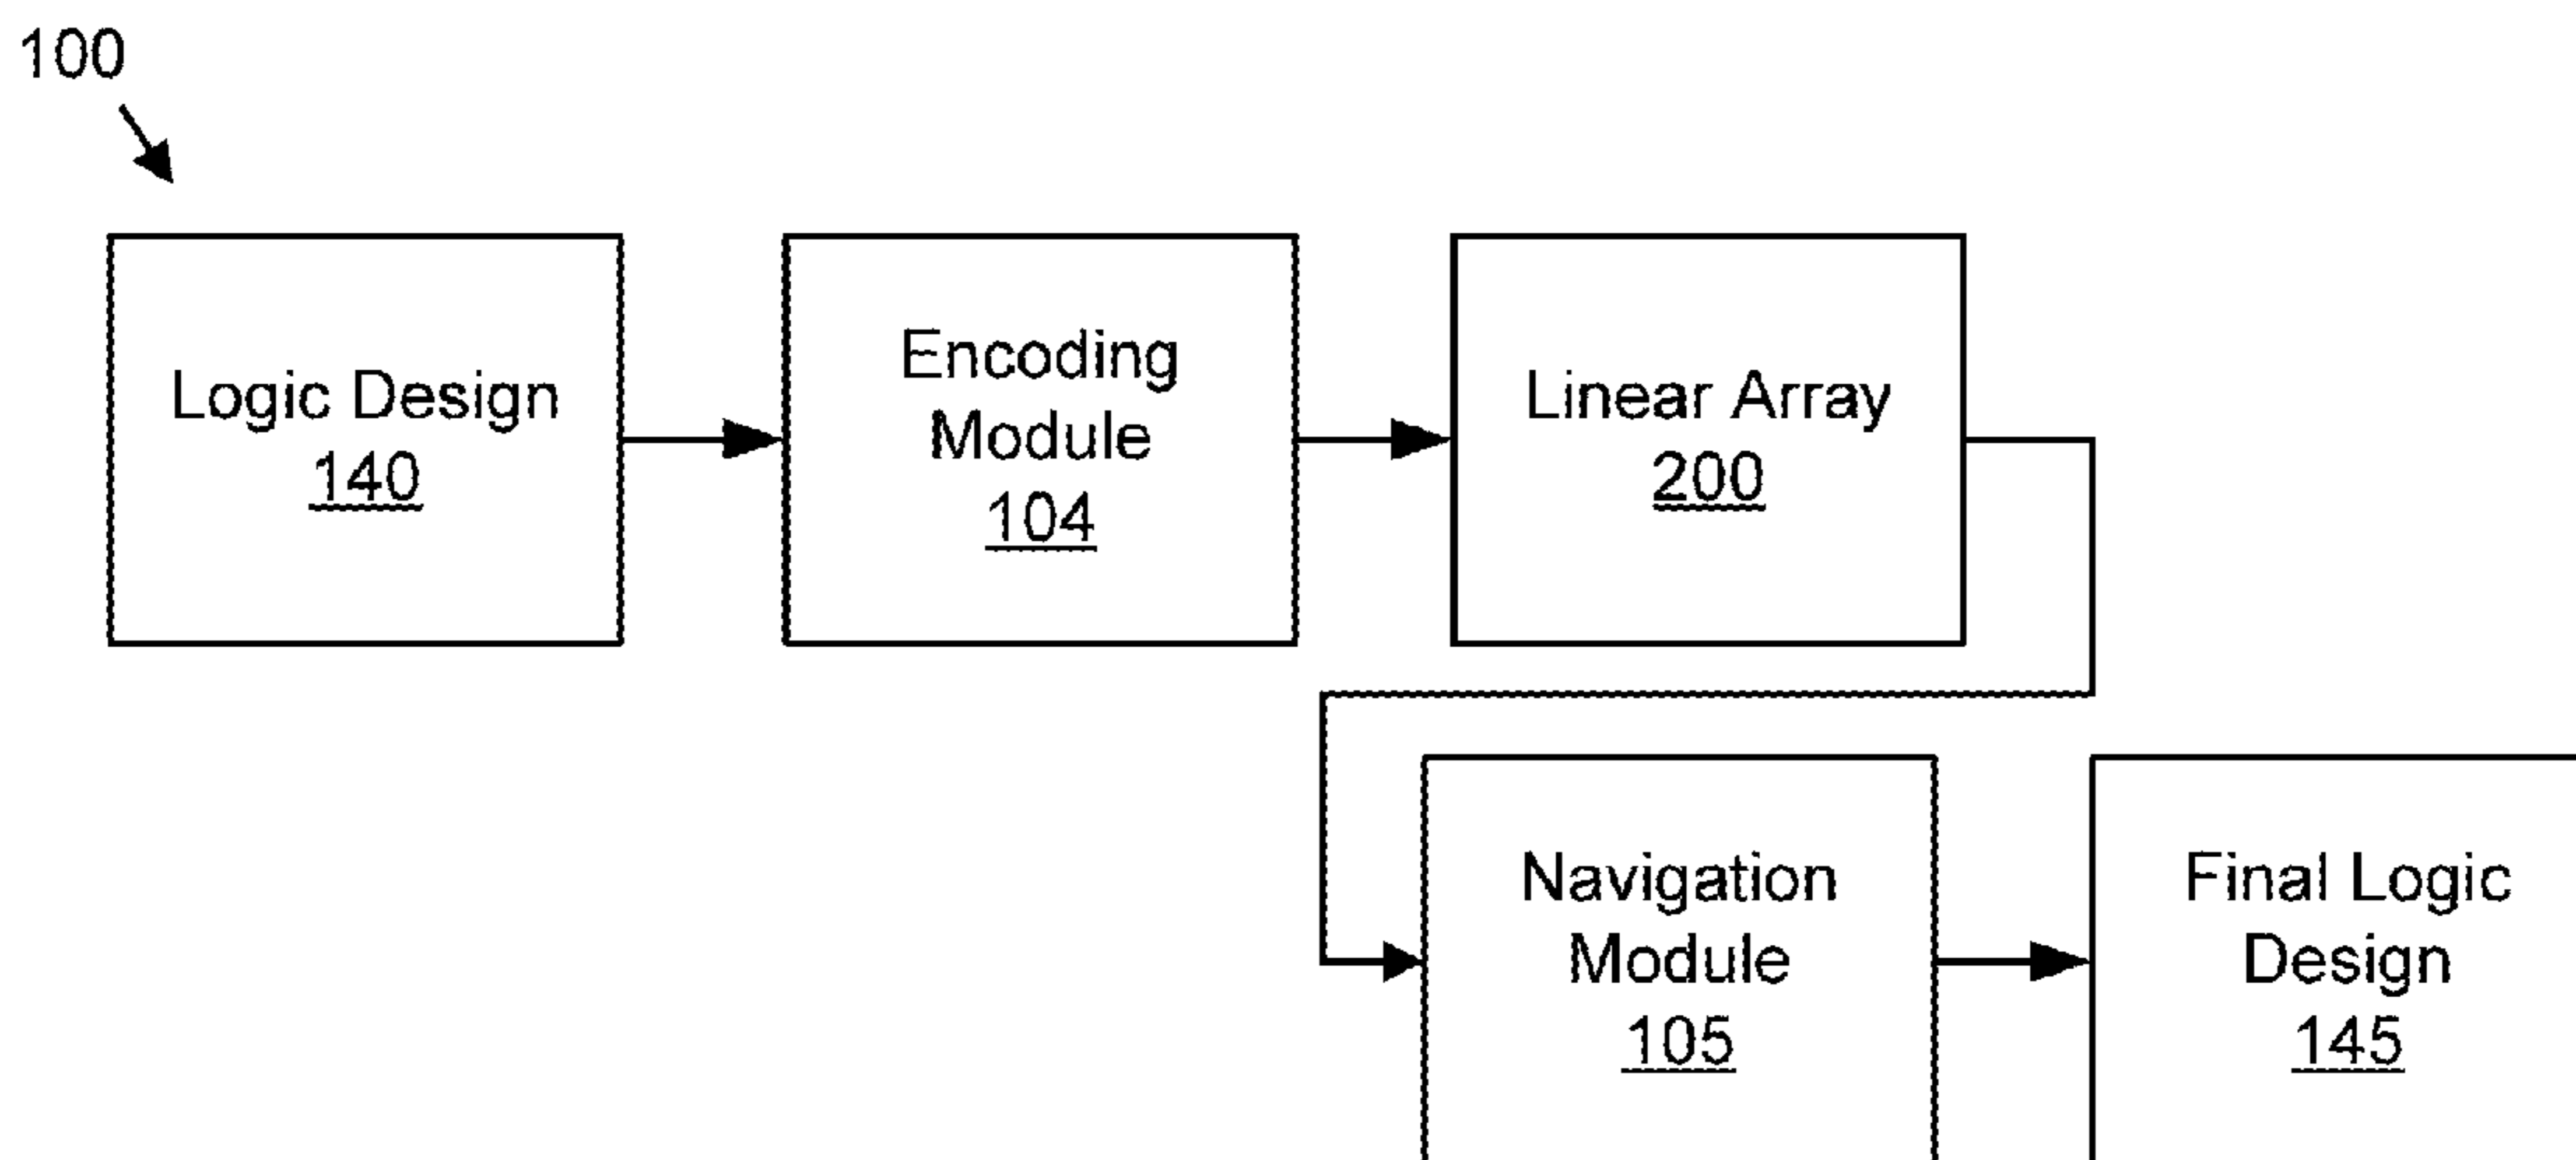 100
Logic Design
140
Encoding
Module
104
Linear Array
200
Navigation
Module
105
Final Logic
Design
145